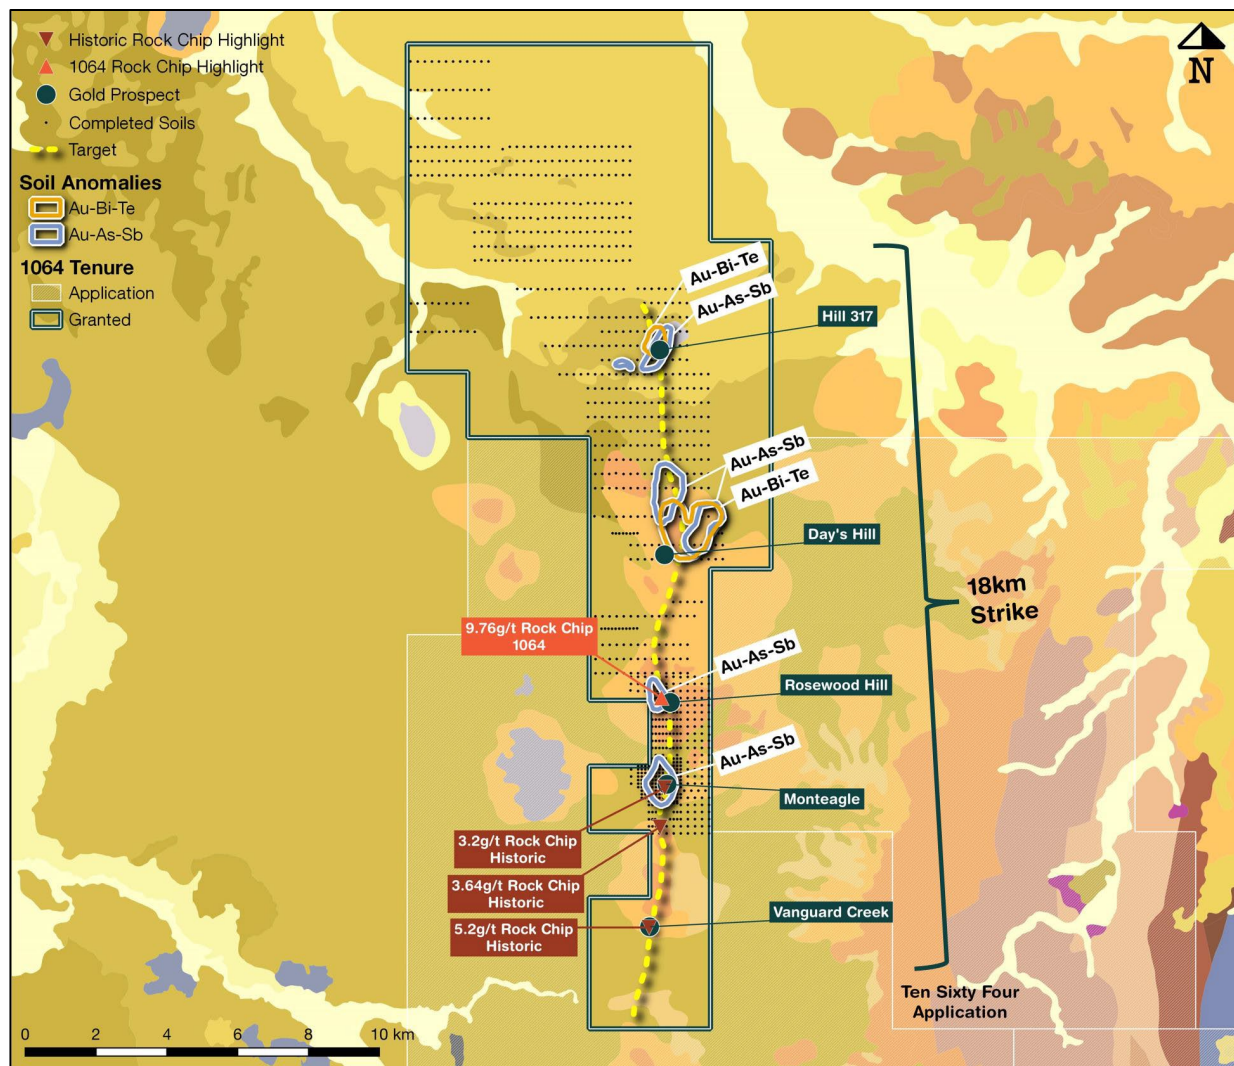 Historic Rock Chip Highlight
1064 Rock Chip Highlight
Gold Prospect
Completed Soils
Target
Soil Anomalies
Au-Bi-Te
Au-As-Sb
1064 Tenure
Application
Granted
N
Au-Bi-Te
Au-As-Sb
Hill 317
Au-As-Sb
Au-Bi-Te
Day's Hill
18km
Strike
9.76g/t Rock Chip
1064
Au-As-Sb
Rosewood Hill
Au-As-Sb
Monteagle
3.2g/t Rock Chip
Historic
3.64g/t Rock Chip
Historic
Vanguard Creek
5.2g/t Rock Chip
Historic
Ten Sixty Four
Application
0 2 4 6 8 10 km